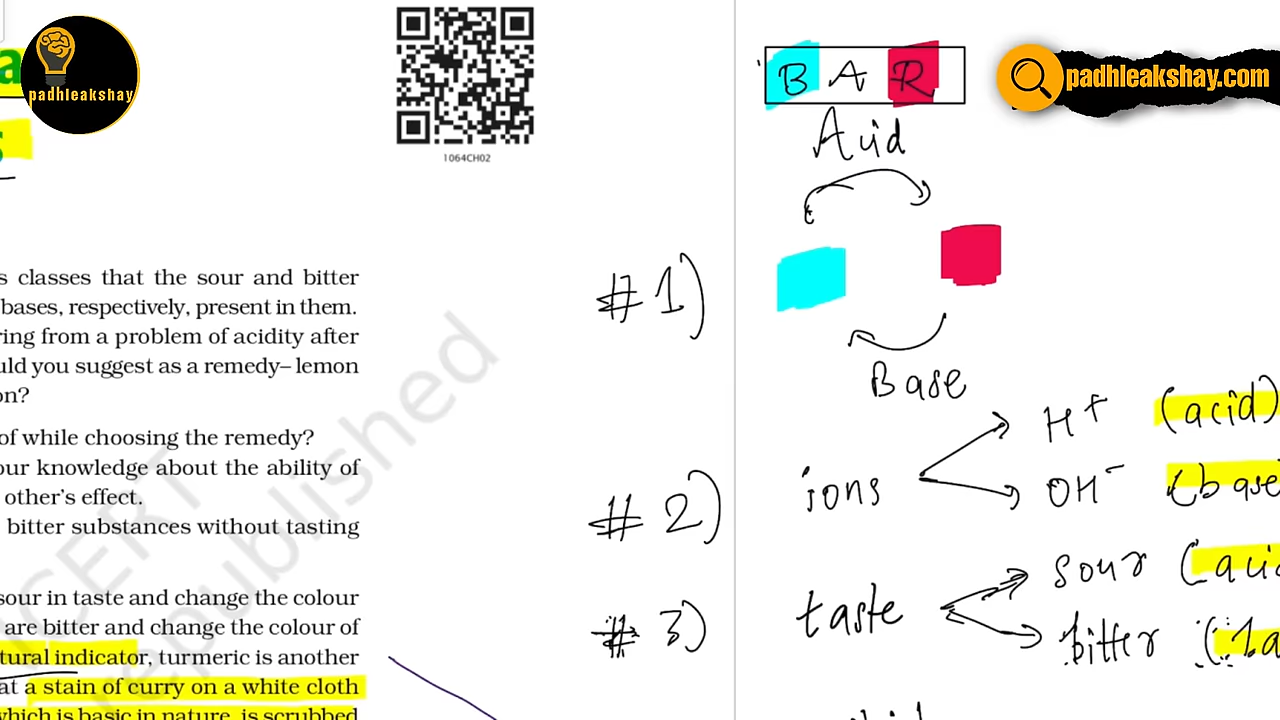 a
padhleakshay
s
1064CH02
s classes that the sour and bitter
bases, respectively, present in them.
ring from a problem of acidity after
uld you suggest as a remedy– lemon
on?
of while choosing the remedy?
our knowledge about the ability of
other's effect.
bitter substances without tasting
sour in taste and change the colour
are bitter and change the colour of
tural indicator, turmeric is another
at a stain of curry on a white cloth
which is basic in nature, is scrubbed
NCERT
republished
# 1)
# 2)
# 3)
B A R
padhleakshay.com
Acid
Base
ions
H+ (acid)
OH- (base
taste
sour (acid
bitter (ba